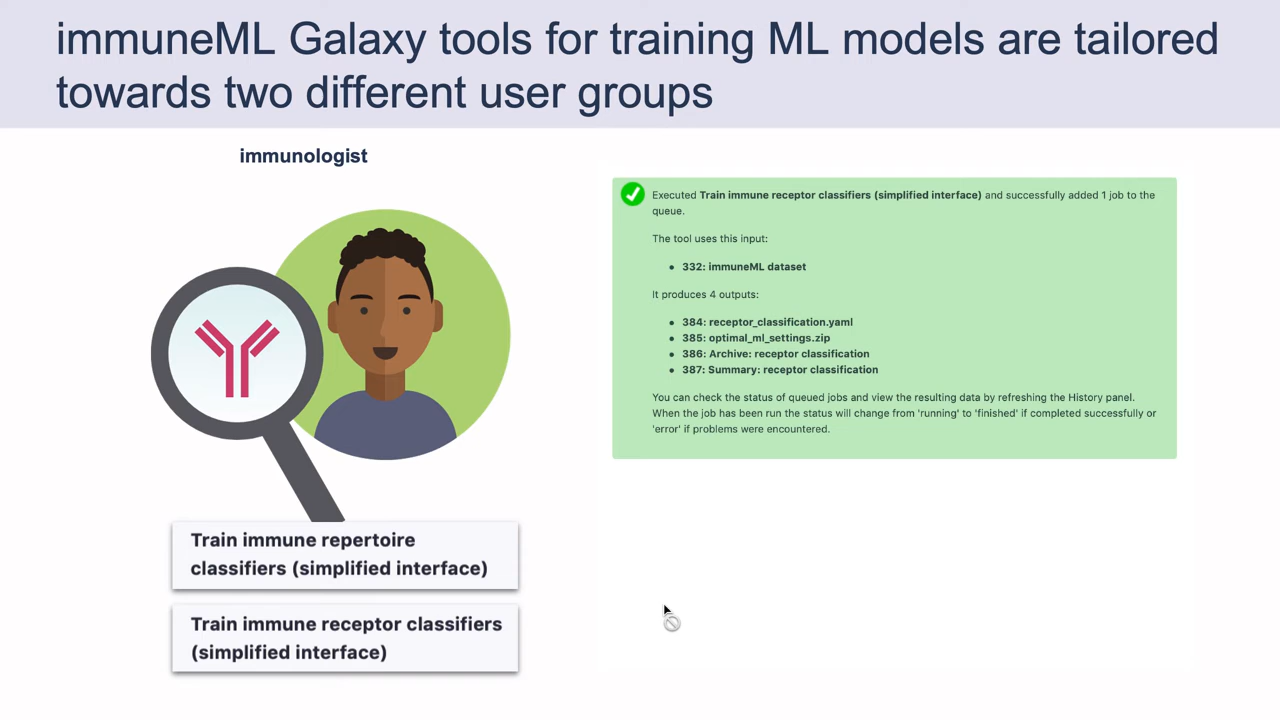 immuneML Galaxy tools for training ML models are tailored
towards two different user groups
immunologist
Train immune repertoire
classifiers (simplified interface)
Train immune receptor classifiers
(simplified interface)
Executed Train immune receptor classifiers (simplified interface) and successfully added 1 job to the
queue.
The tool uses this input:
• 332: immuneML dataset
It produces 4 outputs:
• 384: receptor_classification.yaml
• 385: optimal_ml_settings.zip
• 386: Archive: receptor classification
• 387: Summary: receptor classification
You can check the status of queued jobs and view the resulting data by refreshing the History panel.
When the job has been run the status will change from 'running' to 'finished' if completed successfully or
'error' if problems were encountered.